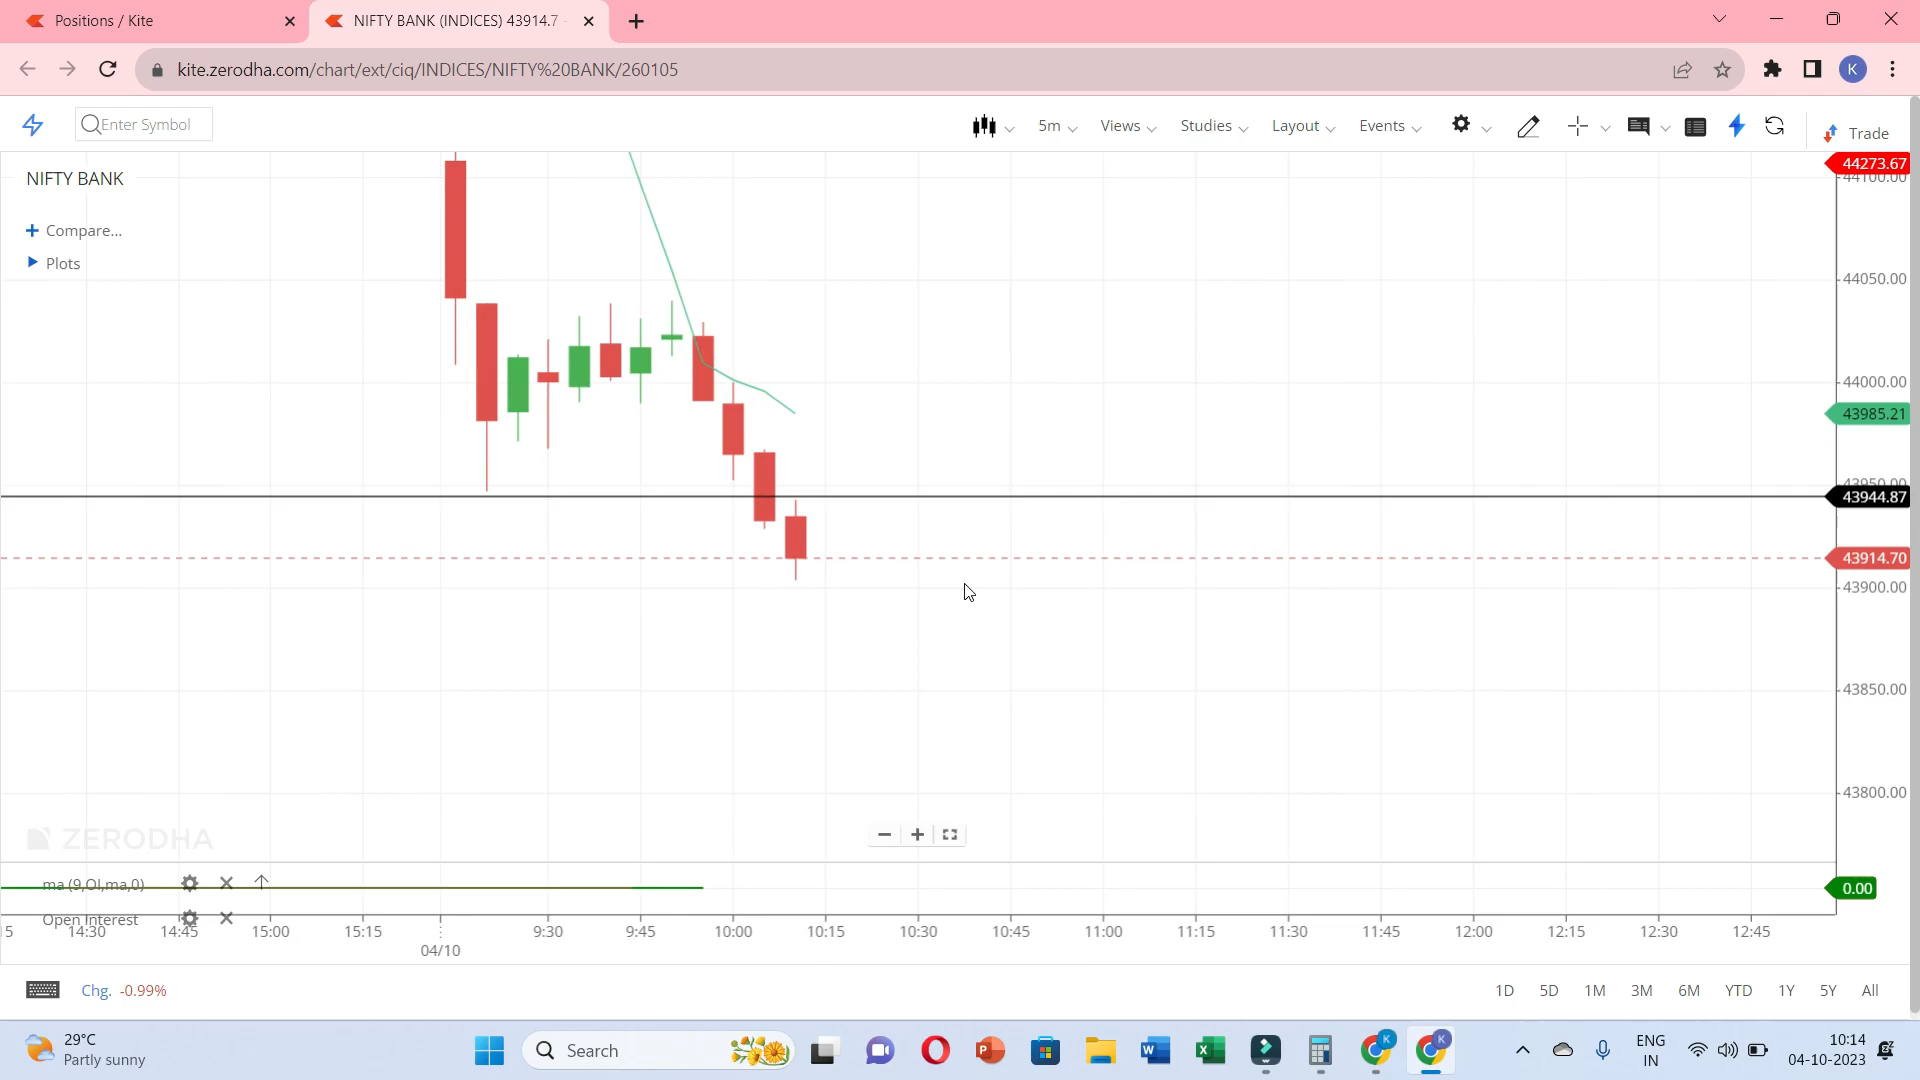 Positions / Kite
NIFTY BANK (INDICES) 43914.7
kite.zerodha.com/chart/ext/ciq/INDICES/NIFTY%20BANK/260105
K
Enter Symbol
5m
Views
Studies
Layout
Events
Trade
NIFTY BANK
+ Compare...
Plots
44273.67
44100.00
44050.00
44000.00
43985.21
43950.00
43944.87
43914.70
43900.00
43850.00
43800.00
ZERODHA
ma (9,OI,ma,0)
0.00
Open Interest
5 14:30 14:45 15:00 15:15 9:30 9:45 10:00 10:15 10:30 10:45 11:00 11:15 11:30 11:45 12:00 12:15 12:30 12:45
04/10
Chg. -0.99%
1D 5D 1M 3M 6M YTD 1Y 5Y All
29°C
Partly sunny
Search
ENG
IN
10:14
04-10-2023